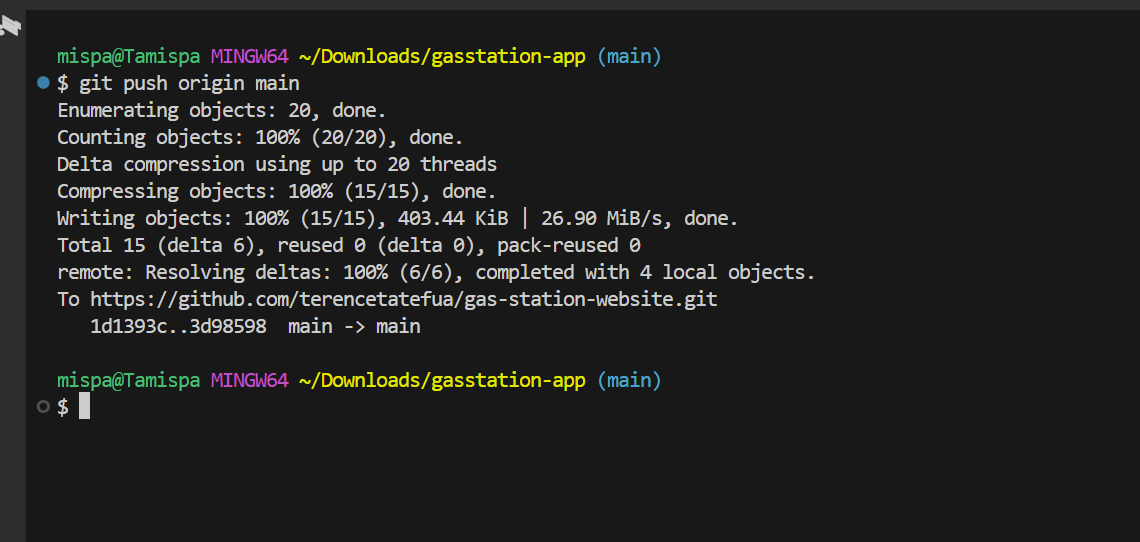 mispa@Tamispa MINGW64 ~/Downloads/gasstation-app (main)
$ git push origin main
Enumerating objects: 20, done.
Counting objects: 100% (20/20), done.
Delta compression using up to 20 threads
Compressing objects: 100% (15/15), done.
Writing objects: 100% (15/15), 403.44 KiB | 26.90 MiB/s, done.
Total 15 (delta 6), reused 0 (delta 0), pack-reused 0
remote: Resolving deltas: 100% (6/6), completed with 4 local objects.
To https://github.com/terencetatefua/gas-station-website.git
   1d1393c..3d98598  main -> main
mispa@Tamispa MINGW64 ~/Downloads/gasstation-app (main)
$